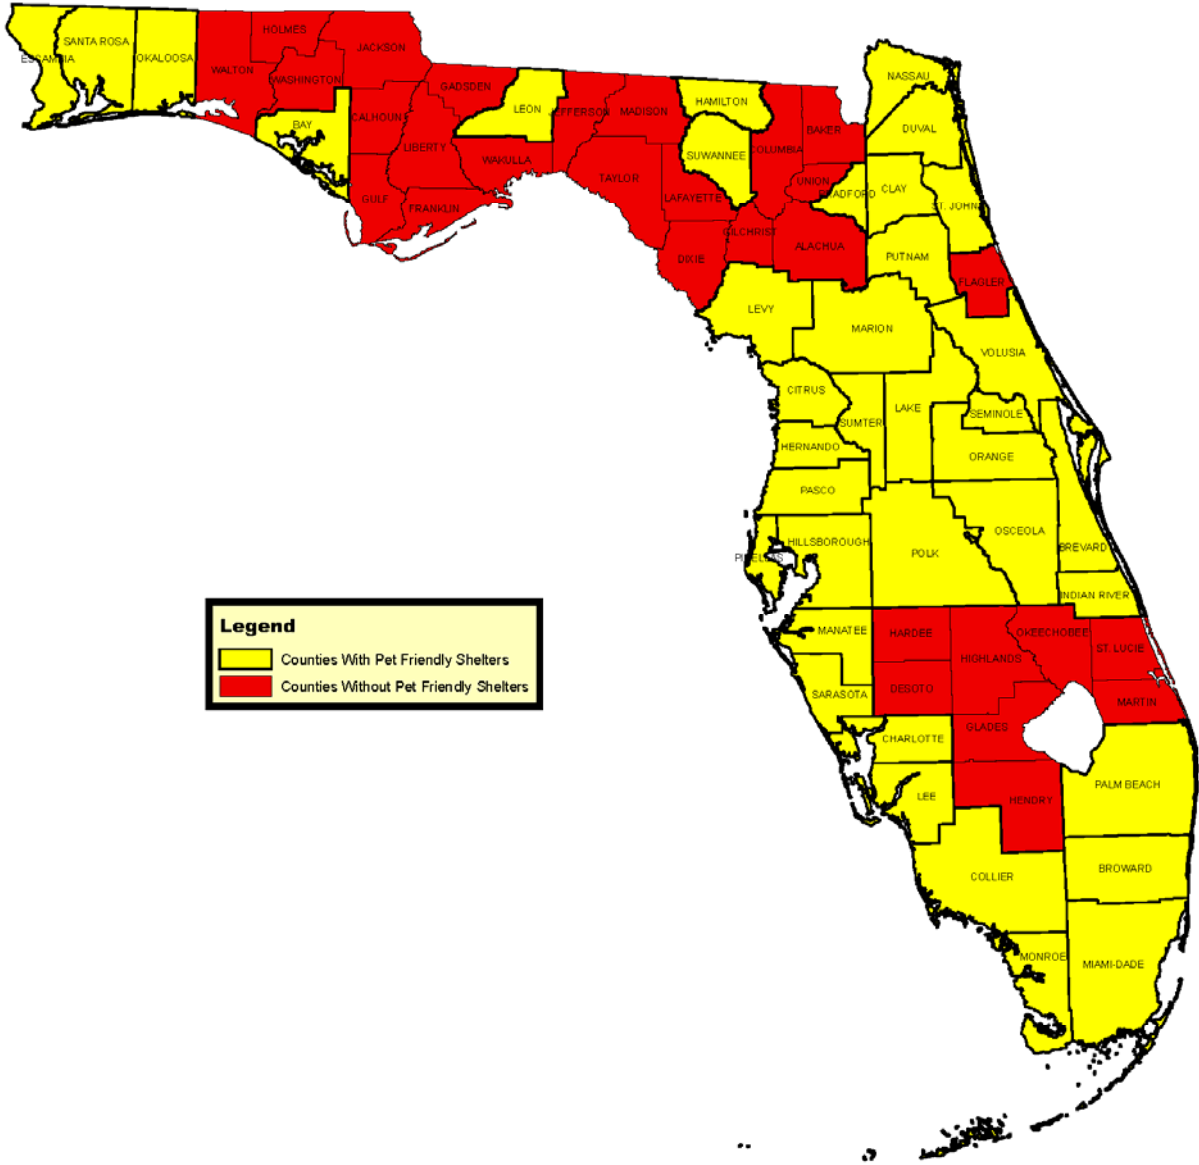 HOLMES
SANTA ROSA
JACKSON
ESCAMBIA
OKALOOSA
WALTON
WASHINGTON
GADSDEN
NASSAU
LEON
HAMILTON
BAY
CALHOUN
JEFFERSON
MADISON
BAKER
DUVAL
LIBERTY
WAKULLA
SUWANNEE
COLUMBIA
TAYLOR
UNION
LAFAYETTE
BRADFORD
CLAY
GULF
FRANKLIN
ST. JOHNS
GILCHRIST
ALACHUA
DIXIE
PUTNAM
FLAGLER
LEVY
MARION
VOLUSIA
CITRUS
SUMTER
LAKE
SEMINOLE
HERNANDO
ORANGE
PASCO
OSCEOLA
HILLSBOROUGH
PINELLAS
POLK
BREVARD
INDIAN RIVER
MANATEE
HARDEE
OKEECHOBEE
ST. LUCIE
HIGHLANDS
SARASOTA
DESOTO
MARTIN
GLADES
CHARLOTTE
LEE
HENDRY
PALM BEACH
COLLIER
BROWARD
MONROE
MIAMI-DADE
Legend
Counties With Pet Friendly Shelters
Counties Without Pet Friendly Shelters